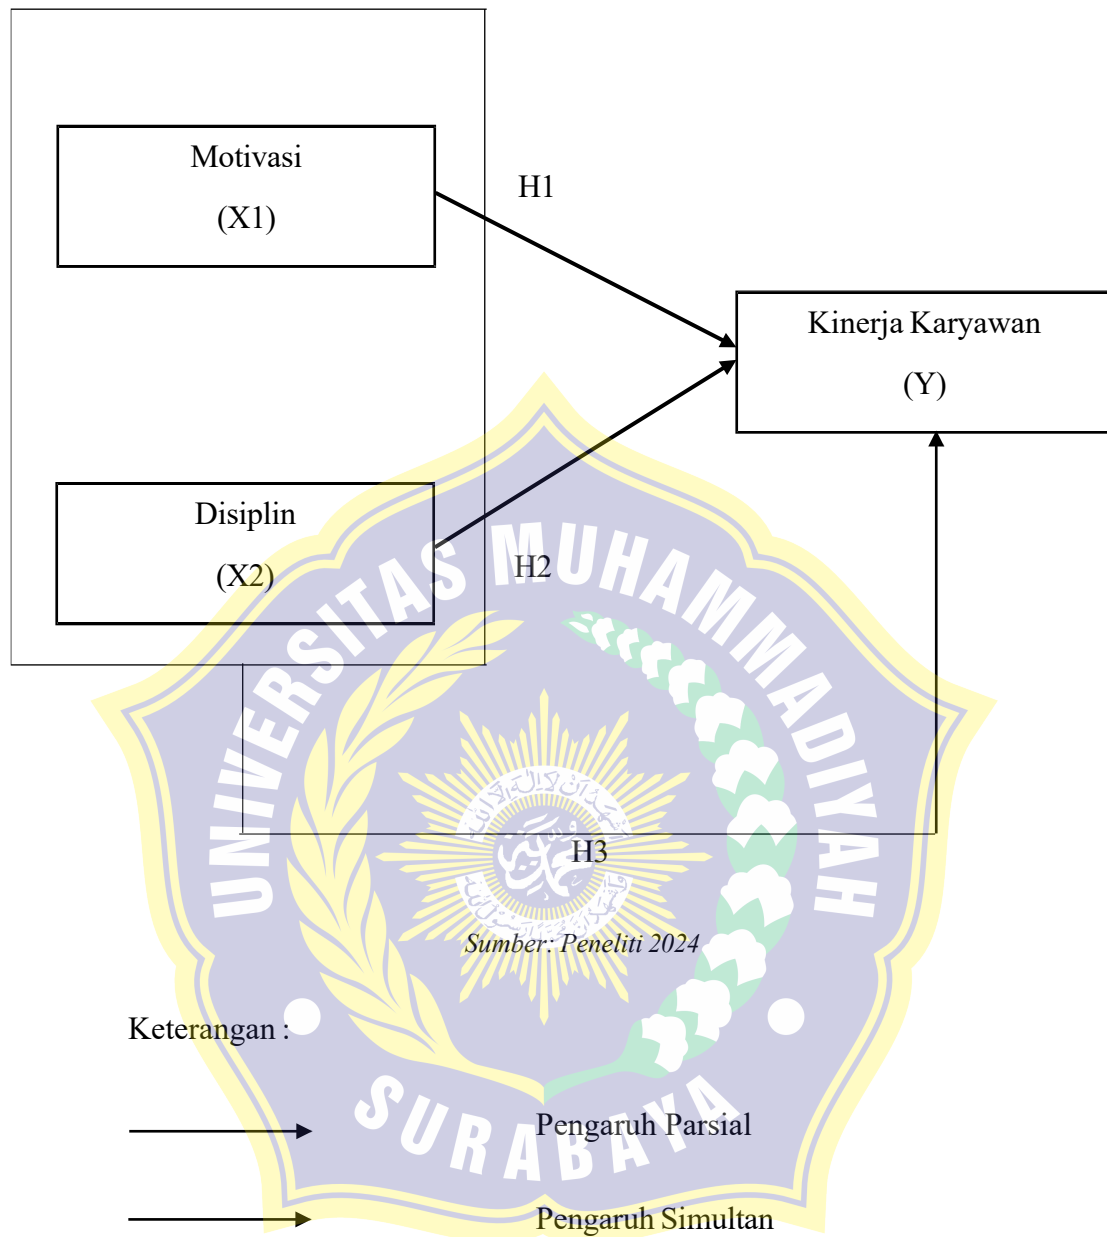 Motivasi
(X1)
H1
Kinerja Karyawan
(Y)
Disiplin
(X2)
H2
H3
Sumber: Peneliti 2024
Keterangan :
Pengaruh Parsial
Pengaruh Simultan
UNIVERSITAS MUHAMMADIYAH
SURABAYA